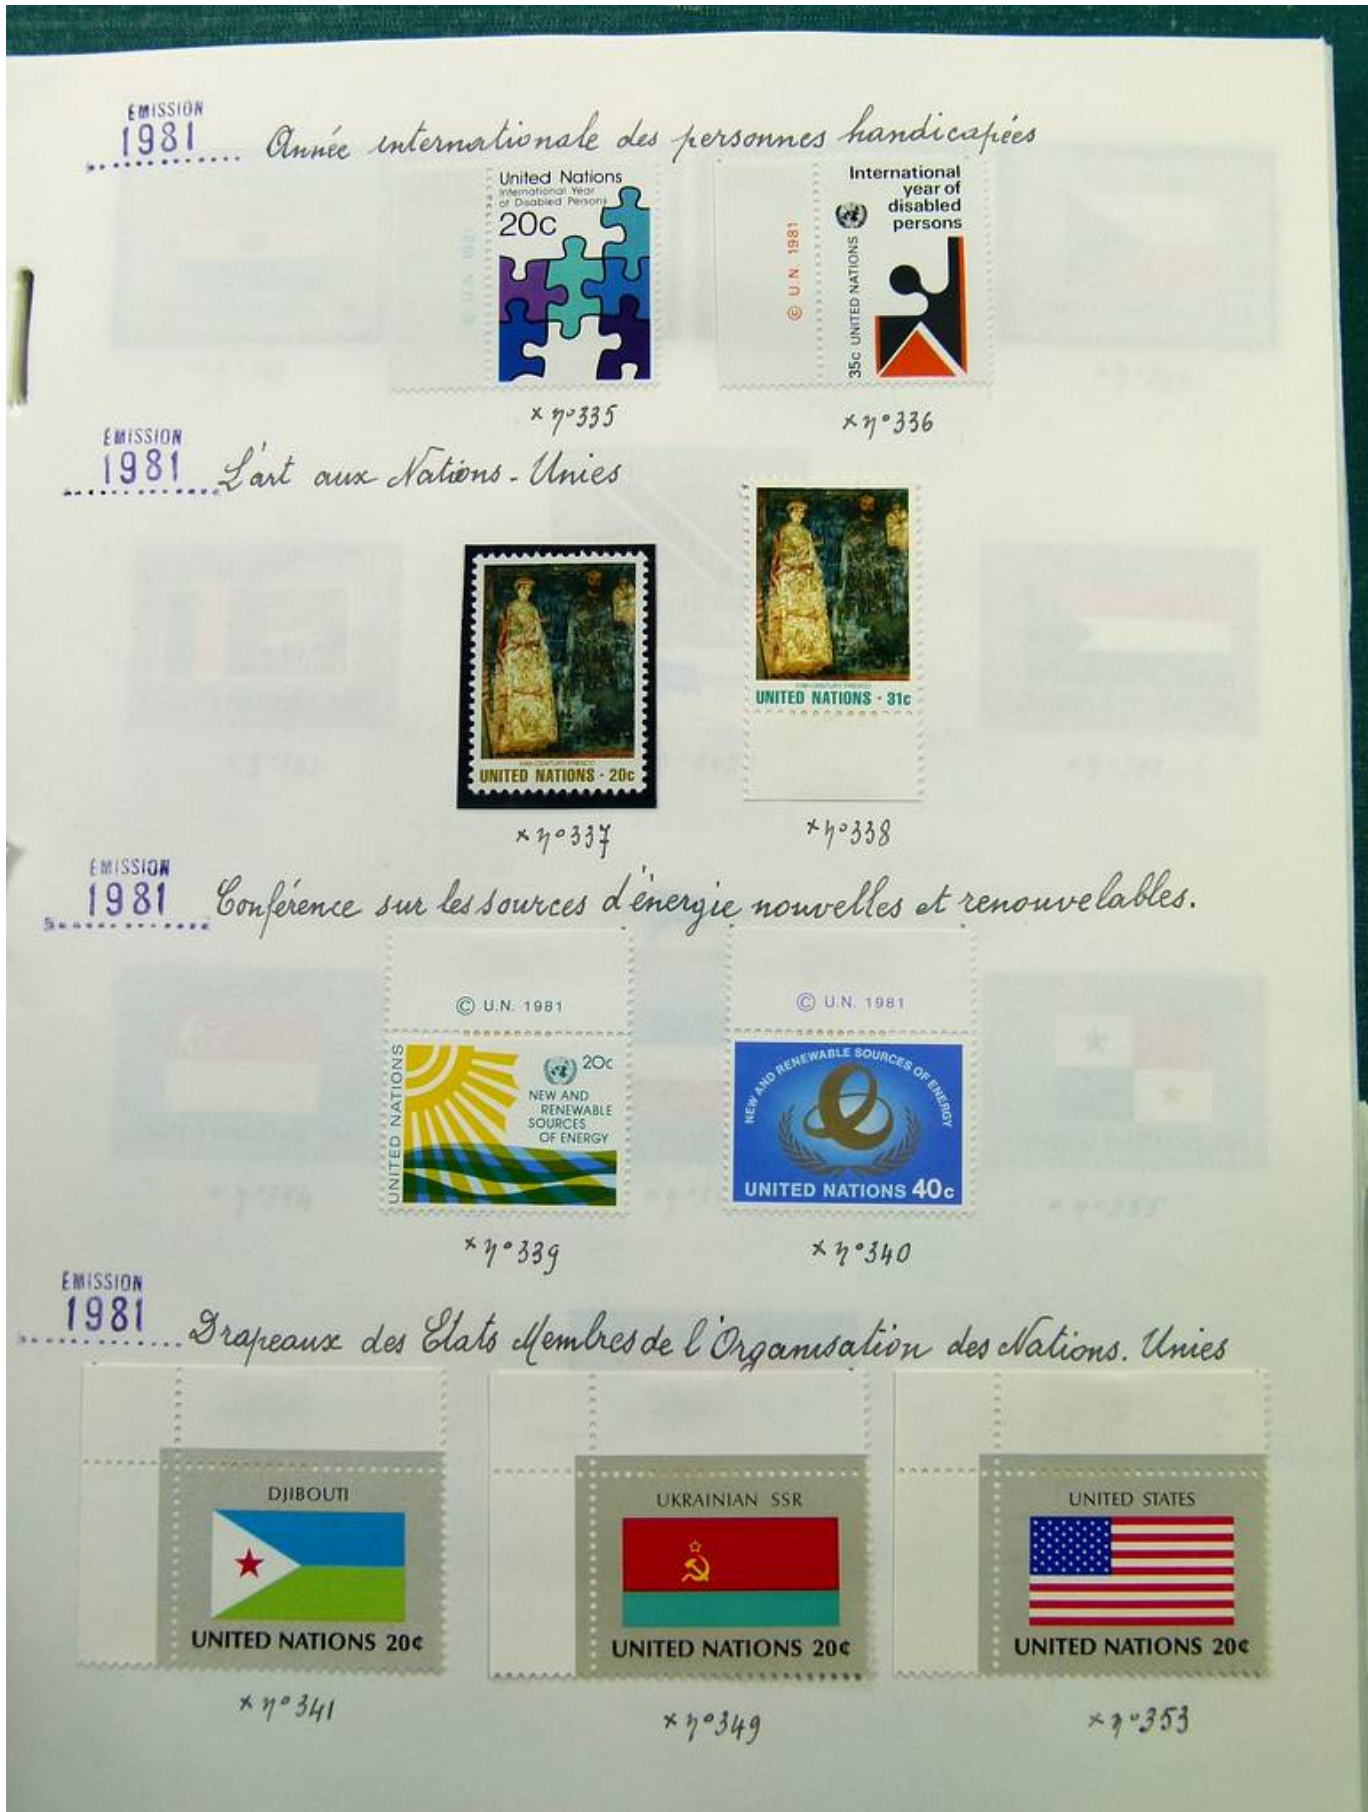 ÉMISSION
1981
Année internationale des personnes handicapées
United Nations
International Year
of Disabled Persons
20c
© U.N. 1981
© U.N. 1981
International
year of
disabled
persons
35c UNITED NATIONS
x n° 335
x n° 336
ÉMISSION
1981
L'art aux Nations-Unies
UNITED NATIONS · 20c
UNITED NATIONS · 31c
x n° 337
x n° 338
ÉMISSION
1981
Conférence sur les sources d'énergie nouvelles et renouvelables.
© U.N. 1981
© U.N. 1981
UNITED NATIONS
20c
NEW AND
RENEWABLE
SOURCES
OF ENERGY
NEW AND RENEWABLE SOURCES OF ENERGY
UNITED NATIONS 40c
x n° 339
x n° 340
ÉMISSION
1981
Drapeaux des Etats Membres de l'Organisation des Nations. Unies
DJIBOUTI
UNITED NATIONS 20¢
UKRAINIAN SSR
UNITED NATIONS 20¢
UNITED STATES
UNITED NATIONS 20¢
x n° 341
x n° 349
x n° 353